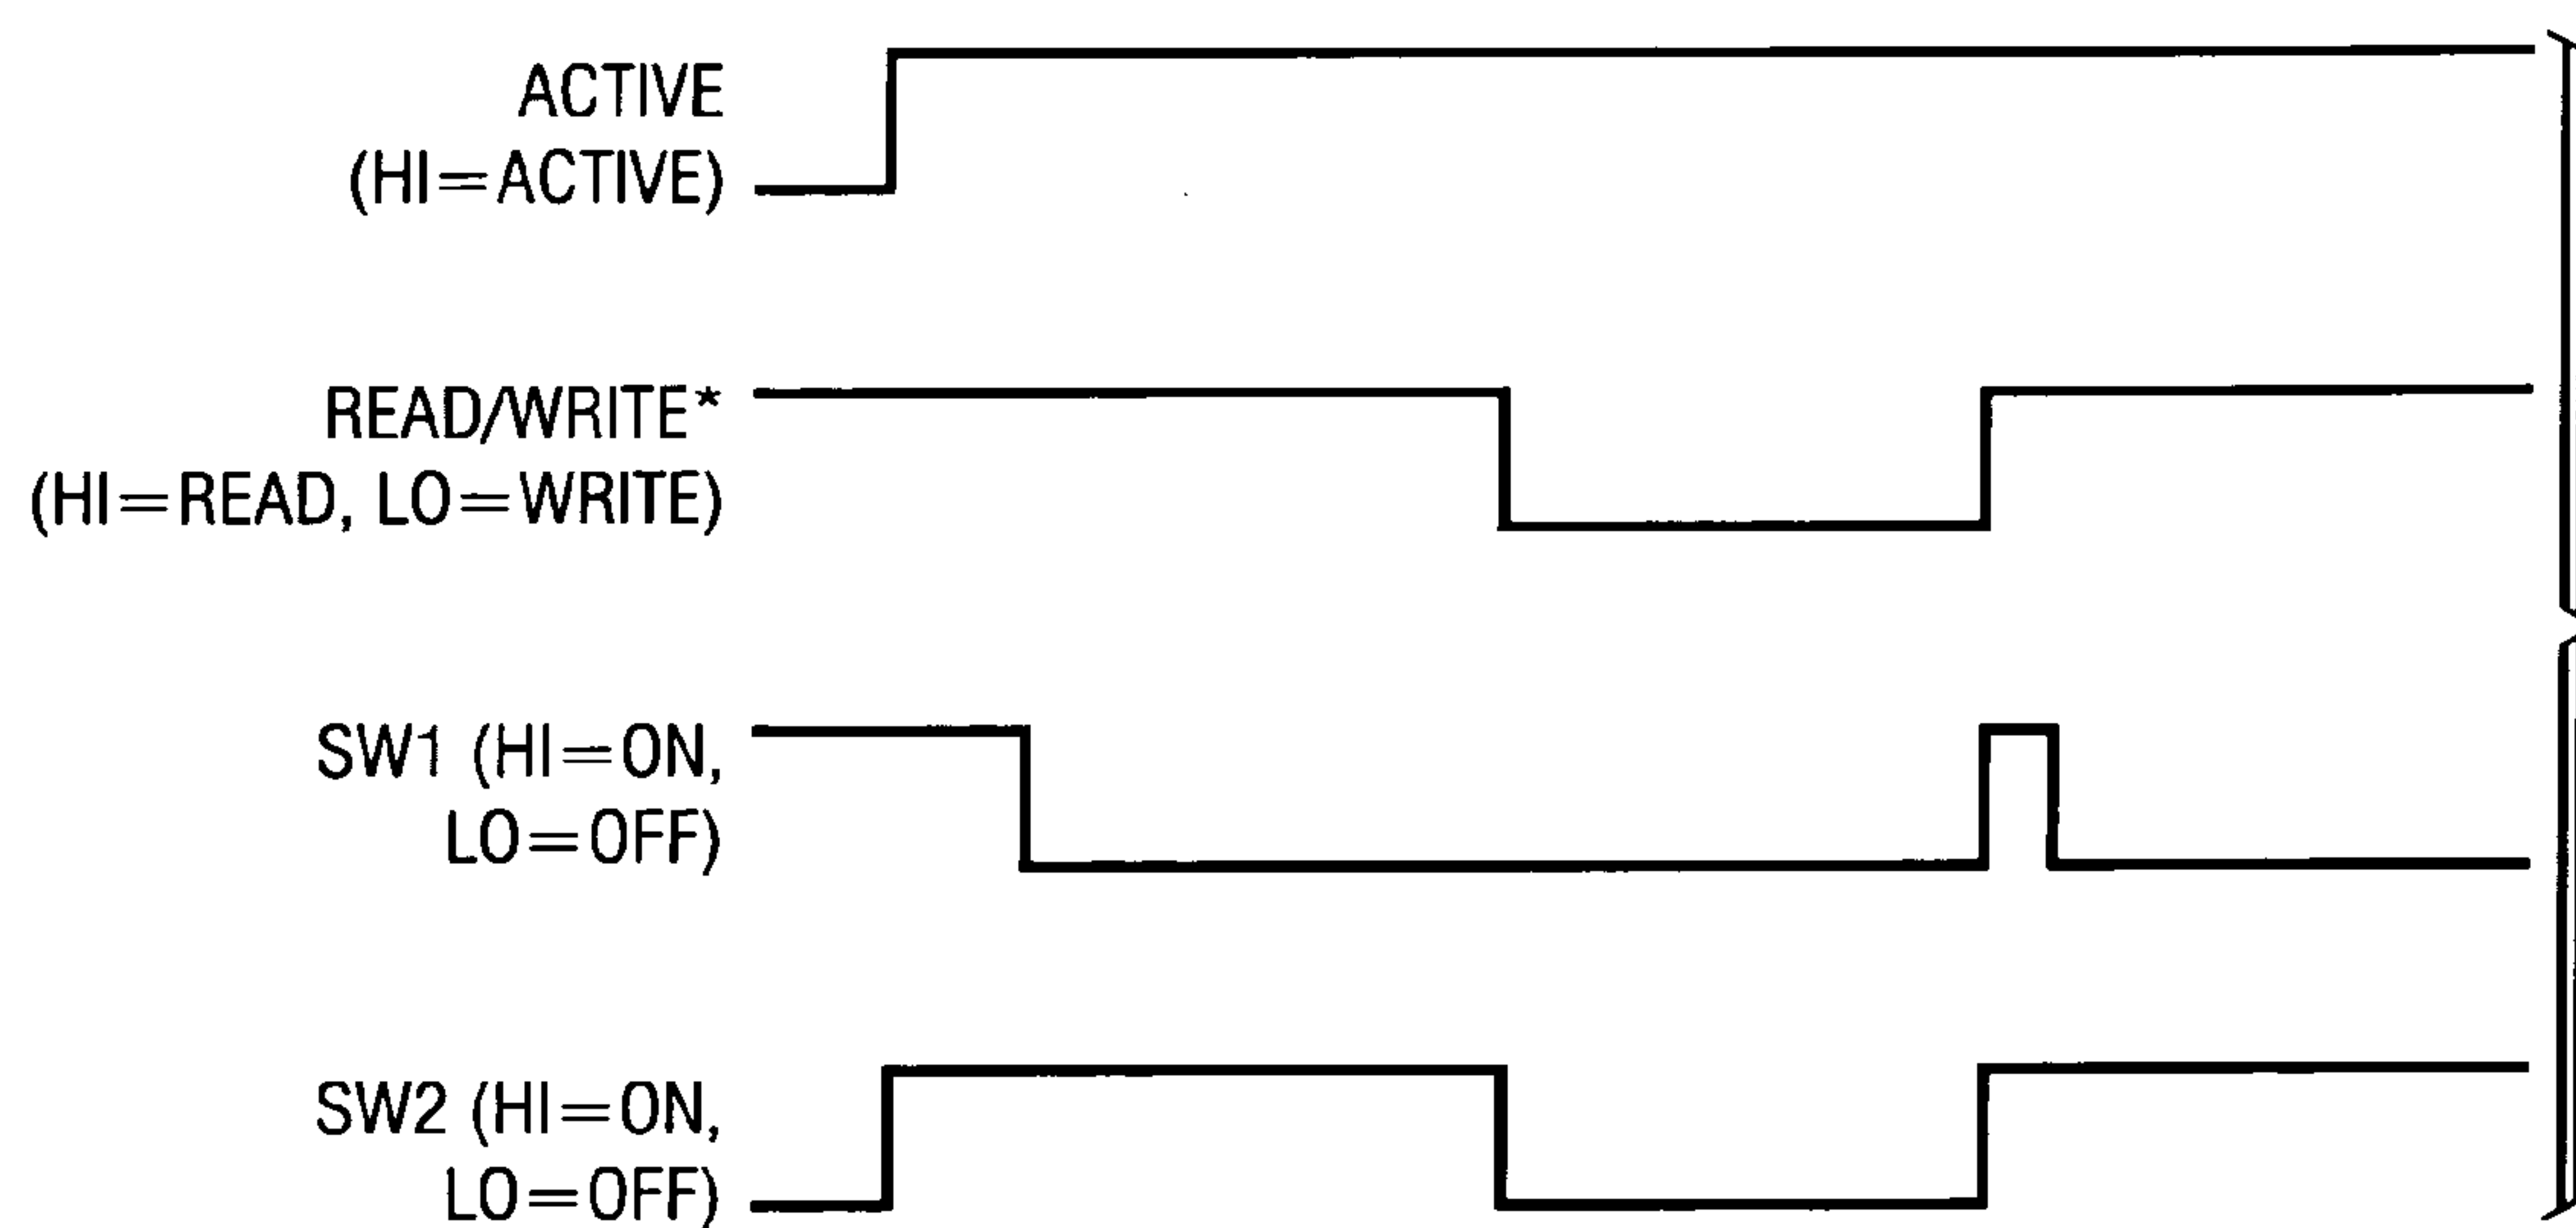 ACTIVE
(HI=ACTIVE)
READ/WRITE*
(HI=READ, LO=WRITE)
SW1 (HI=ON,
LO=OFF)
SW2 (HI=ON,
LO=OFF)